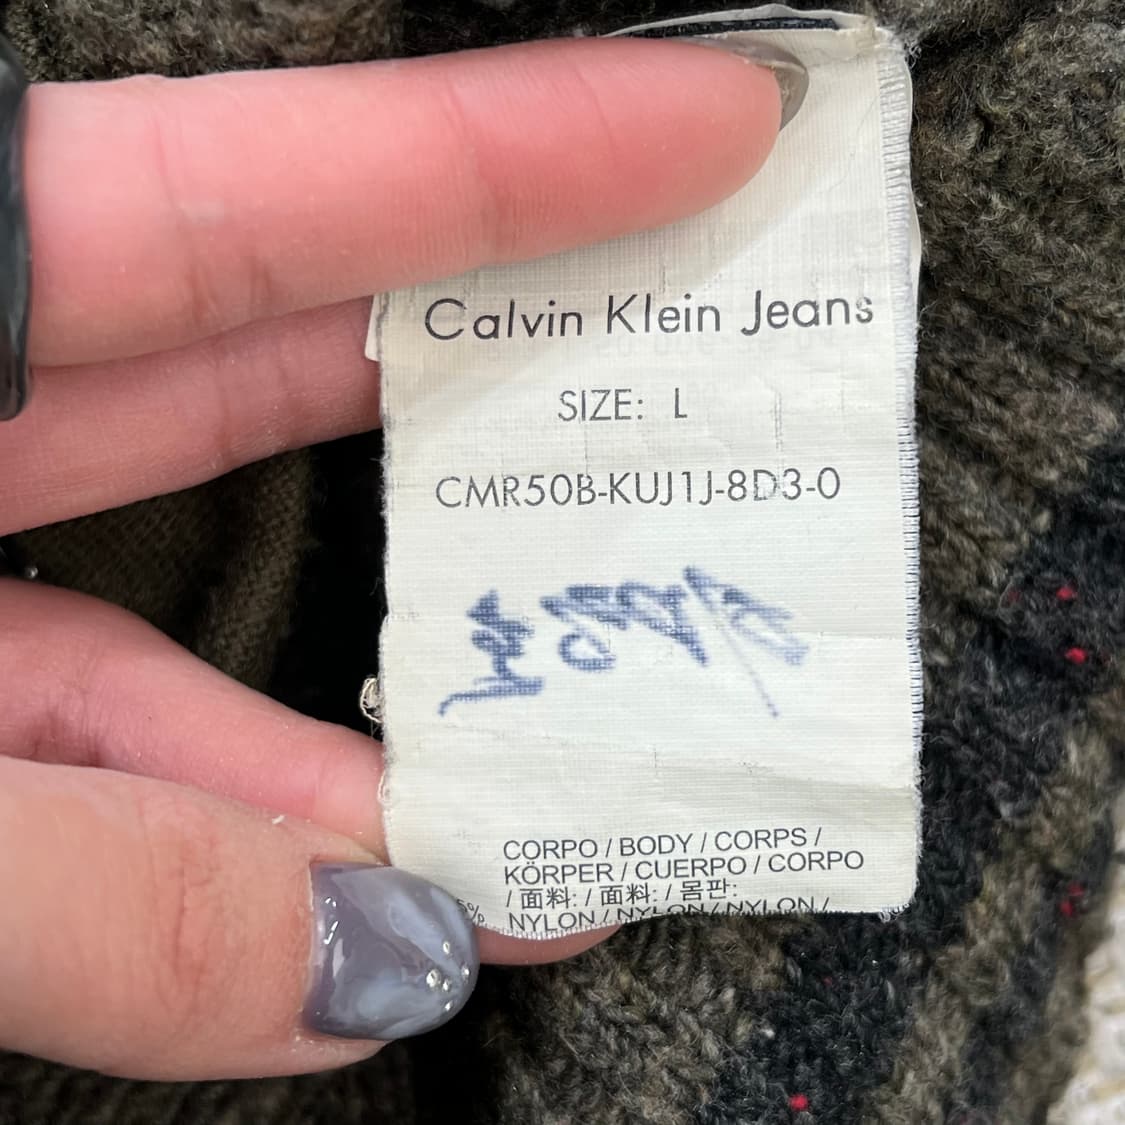 Calvin Klein Jeans
SIZE: L
CMR50B-KUJ1J-8D3-0
CORPO / BODY / CORPS /
KÖRPER / CUERPO / CORPO
/ 面料: / 面料: / 몸판:
5% NYLON / NYLON / NYLON /